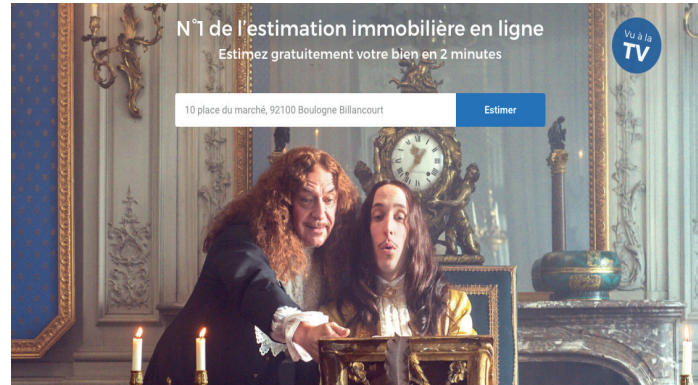 N°1 de l'estimation immobilière en ligne
Estimez gratuitement votre bien en 2 minutes
Vu à la
TV
10 place du marché, 92100 Boulogne Billancourt
Estimer